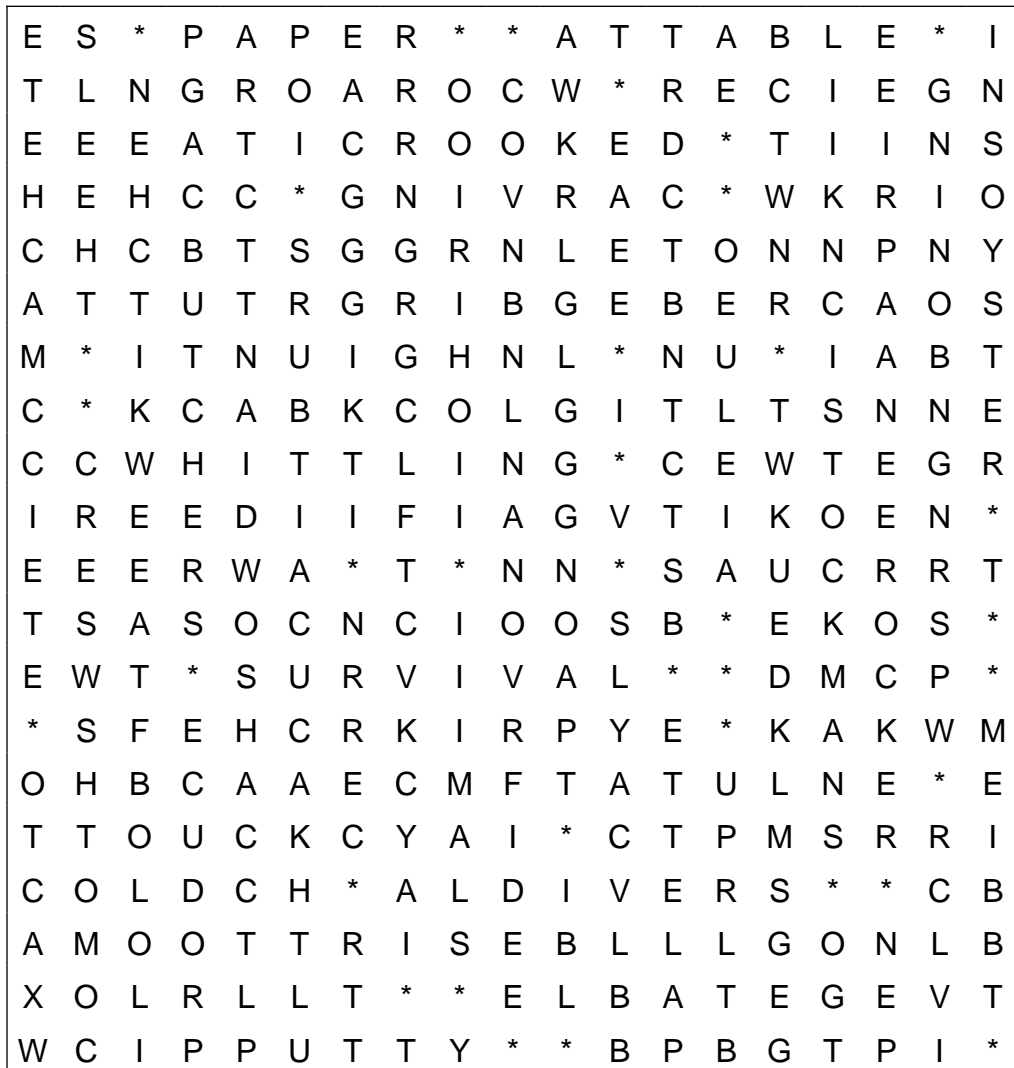 E S * P A P E R * * A T T A B L E * I
T L N G R O A R O C W * R E C I E G N
E E E A T I C R O O K E D * T I I N S
H E H C C * G N I V R A C * W K R I O
C H C B T S G G R N L E T O N N P N Y
A T T U T R G R I B G E B E R C A O S
M * I T N U I G H N L * N U * I A B T
C * K C A B K C O L G I T L T S N N E
C C W H I T T L I N G * C E W T E G R
I R E E D I I F I A G V T I K O E N *
E E E R W A * T * N N * S A U C R R T
T S A S O C N C I O O S B * E K O S *
E W T * S U R V I V A L * * D M C P *
* S F E H C R K I R P Y E * K A K W M
O H B C A A E C M F T A T U L N E * E
T T O U C K C Y A I * C T P M S R R I
C O L D C H * A L D I V E R S * * C B
A M O O T T R I S E B L L L G O N L B
X O L R L L T * * E L B A T E G E V T
W C I P P U T T Y * * B P B G T P I *